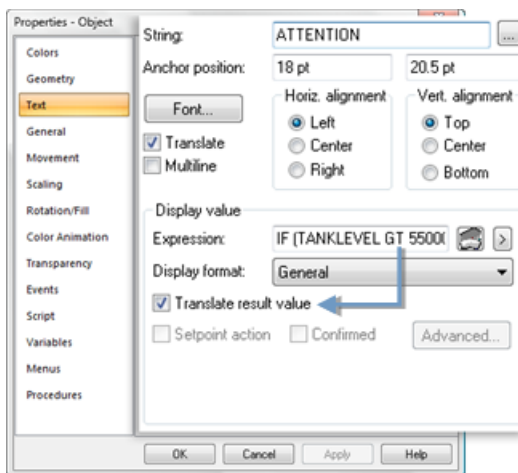 Properties - Object
Colors
Geometry
Text
General
Movement
Scaling
Rotation/Fill
Color Animation
Transparency
Events
Script
Variables
Menus
Procedures
String: ATTENTION ...
Anchor position: 18 pt 20.5 pt
Font...
Translate
Multiline
Horiz. alignment
Left
Center
Right
Vert. alignment
Top
Center
Bottom
Display value
Expression: IF (TANKLEVEL GT 5500( >
Display format: General
Translate result value
Setpoint action Confirmed Advanced...
OK Cancel Apply Help